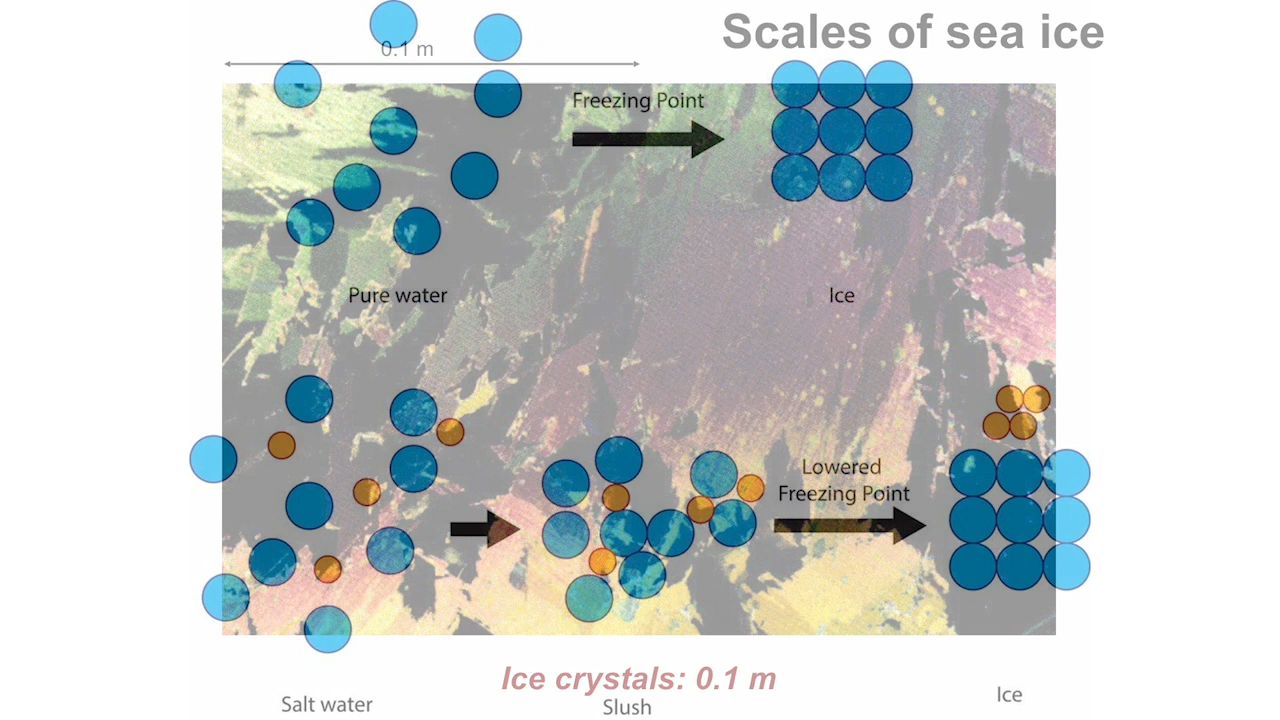 Scales of sea ice
0.1 m
Freezing Point
Pure water
Ice
Lowered
Freezing Point
Ice crystals: 0.1 m
Salt water
Slush
Ice